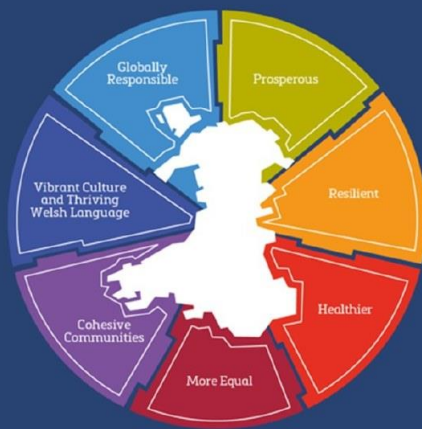 Globally
Responsible
Prosperous
Resilient
Healthier
More Equal
Cohesive
Communities
Vibrant Culture
and Thriving
Welsh Language